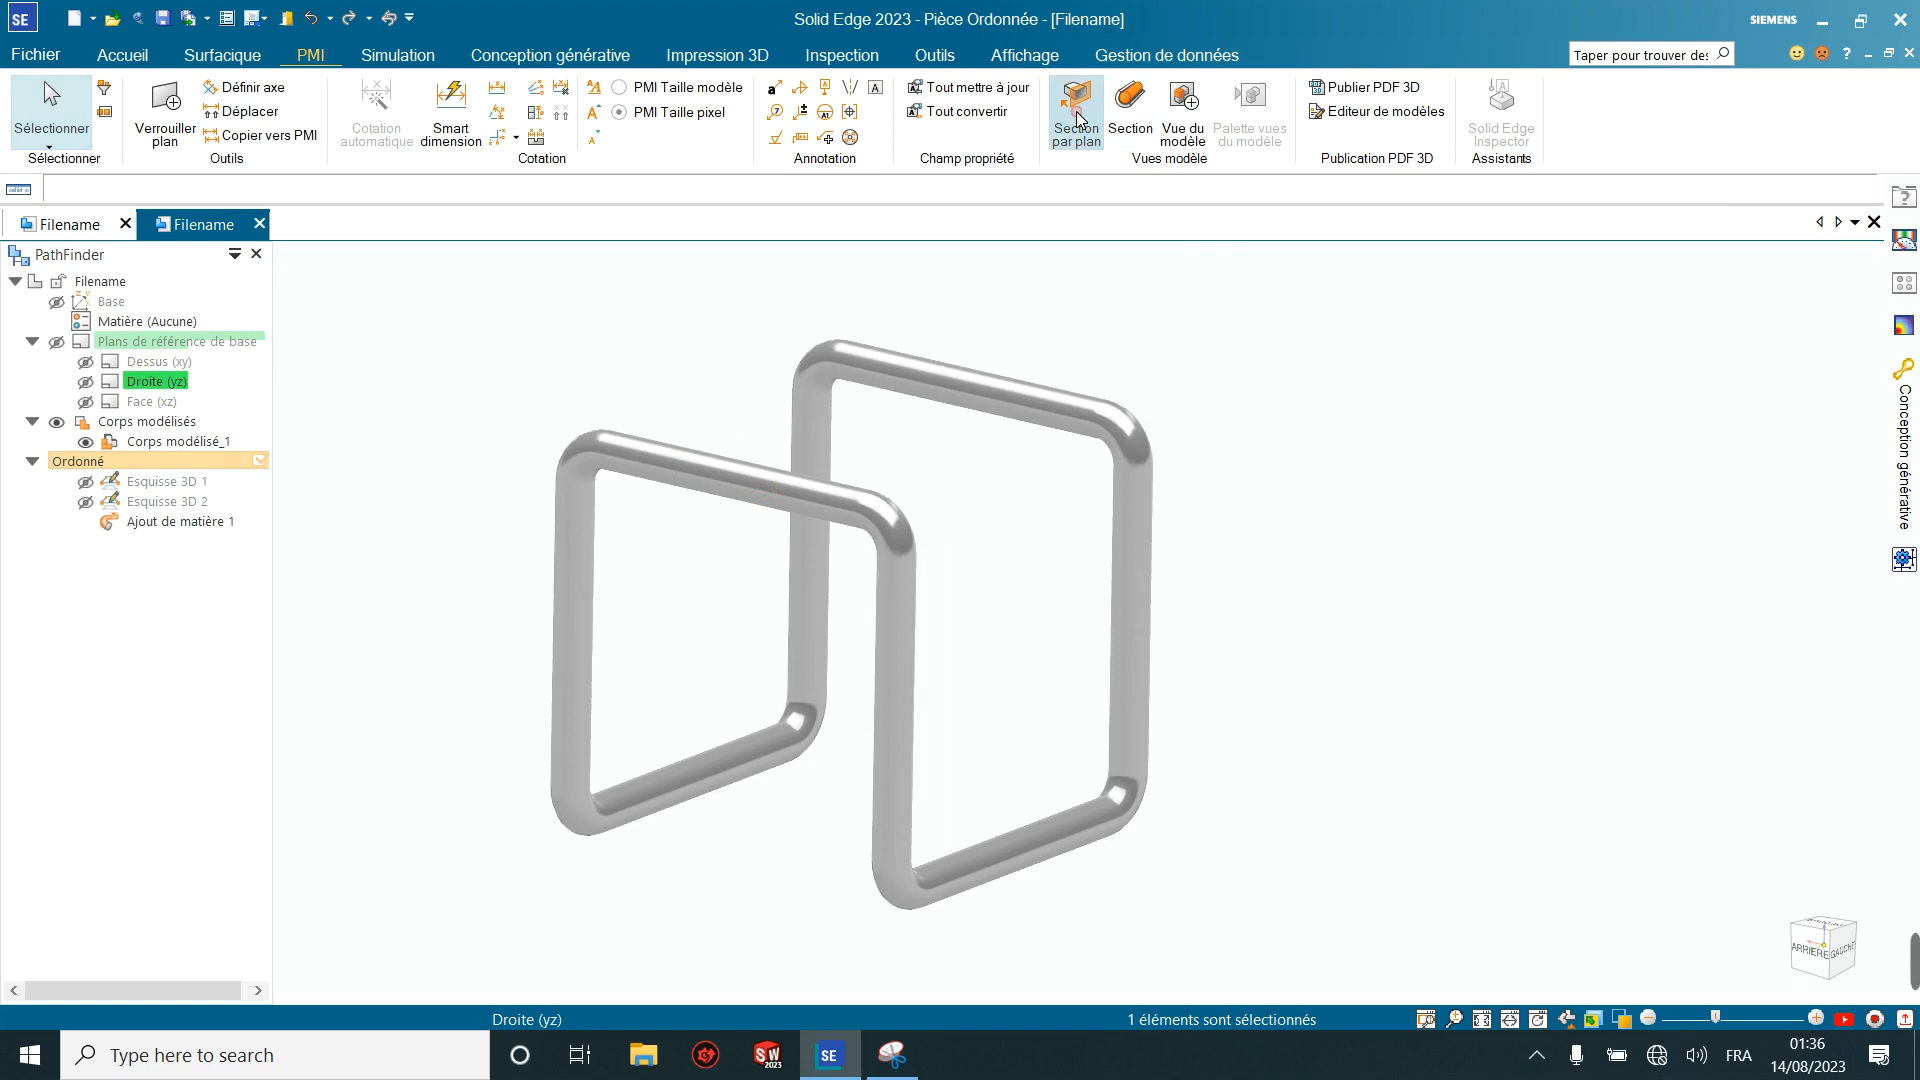 SE
Solid Edge 2023 - Pièce Ordonnée - [Filename]
SIEMENS
Fichier
Accueil
Surfacique
PMI
Simulation
Conception générative
Impression 3D
Inspection
Outils
Affichage
Gestion de données
Taper pour trouver des
Sélectionner
Sélectionner
Verrouiller plan
Définir axe
Déplacer
Copier vers PMI
Outils
Cotation automatique
Smart dimension
Cotation
PMI Taille modèle
PMI Taille pixel
Annotation
Tout mettre à jour
Tout convertir
Champ propriété
Section par plan
Section
Vue du modèle
Palette vues du modèle
Vues modèle
Publier PDF 3D
Editeur de modèles
Publication PDF 3D
Solid Edge Inspector
Assistants
Filename
Filename
PathFinder
Filename
Base
Matière (Aucune)
Plans de référence de base
Dessus (xy)
Droite (yz)
Face (xz)
Corps modélisés
Corps modélisé_1
Ordonné
Esquisse 3D 1
Esquisse 3D 2
Ajout de matière 1
Conception générative
ARRIERE
GAUCHE
Droite (yz)
1 éléments sont sélectionnés
Type here to search
SW
2023
SE
FRA
01:36
14/08/2023